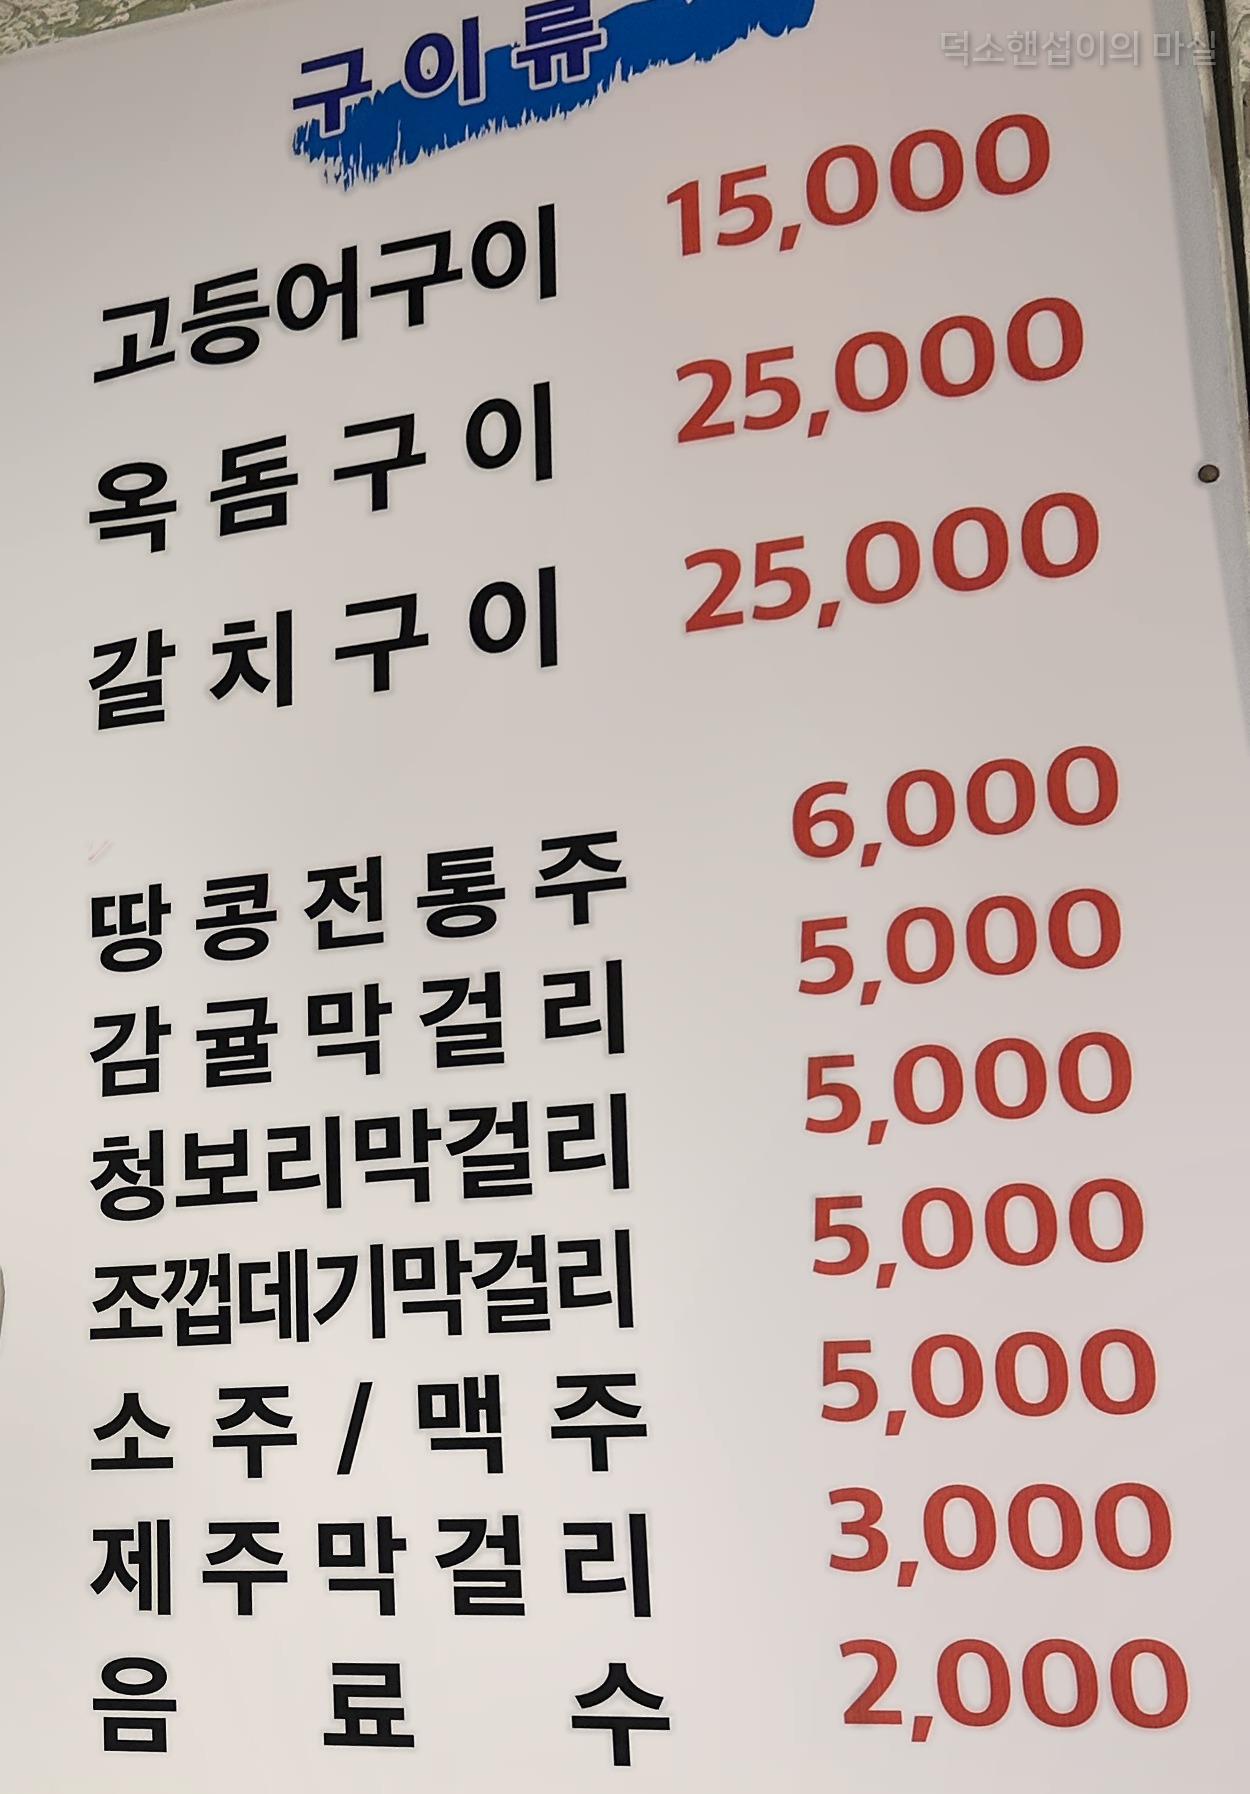 덕소핸섭이의 마실
구이류
고등어구이 15,000
옥돔구이 25,000
갈치구이 25,000
땅콩전통주 6,000
감귤막걸리 5,000
청보리막걸리 5,000
조껍데기막걸리 5,000
소주/맥주 5,000
제주막걸리 3,000
음료수 2,000